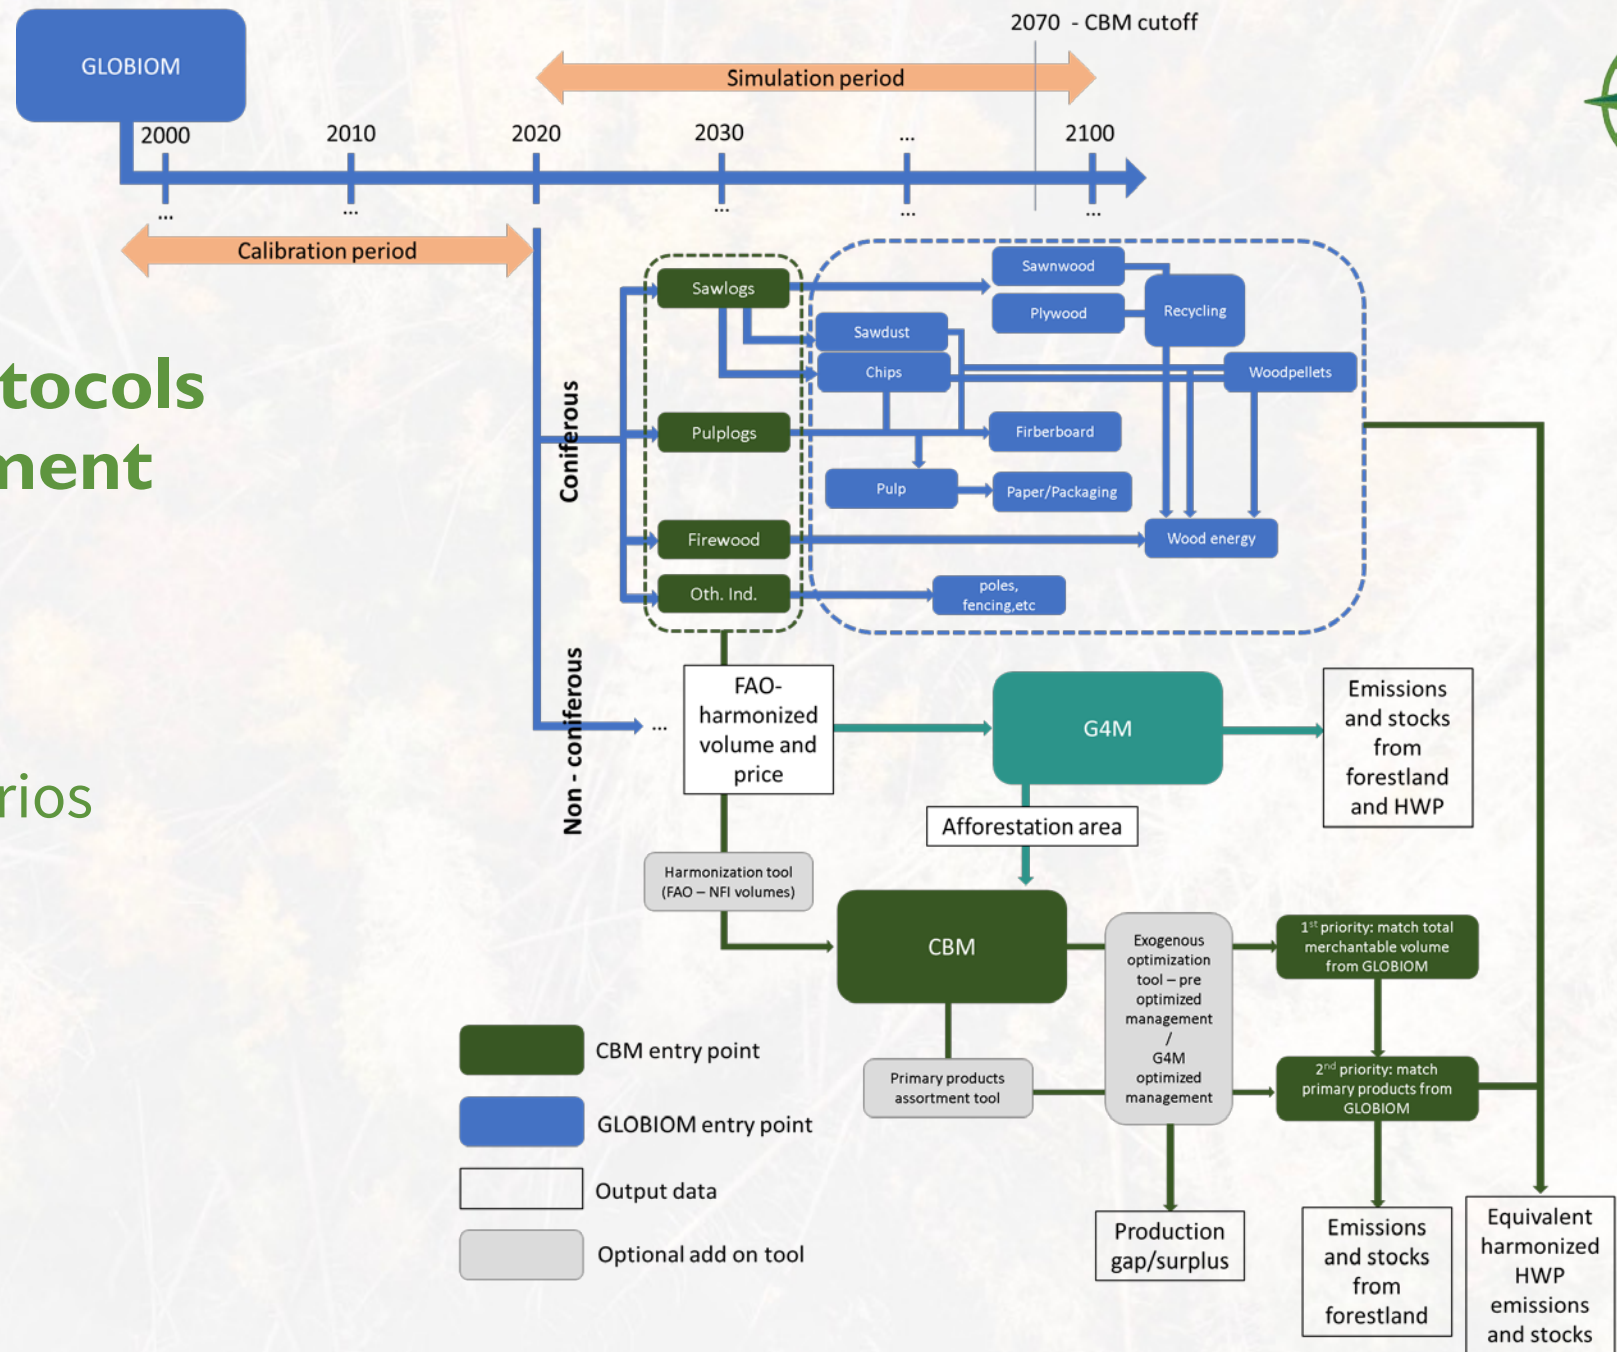 2070 - CBM cutoff
GLOBIOM
Simulation period
2000
2010
2020
2030
...
2100
...
...
...
...
...
Calibration period
tocols
ment
rios
Coniferous
Non - coniferous
Sawlogs
Pulplogs
Firewood
Oth. Ind.
Sawnwood
Plywood
Recycling
Sawdust
Chips
Woodpellets
Firberboard
Pulp
Paper/Packaging
Wood energy
poles,
fencing,etc
...
FAO-
harmonized
volume and
price
G4M
Emissions
and stocks
from
forestland
and HWP
Afforestation area
Harmonization tool
(FAO – NFI volumes)
CBM
Exogenous
optimization
tool – pre
optimized
management
/
G4M
optimized
management
1st priority: match total
merchantable volume
from GLOBIOM
Primary products
assortment tool
2nd priority: match
primary products from
GLOBIOM
CBM entry point
GLOBIOM entry point
Output data
Optional add on tool
Production
gap/surplus
Emissions
and stocks
from
forestland
Equivalent
harmonized
HWP
emissions
and stocks